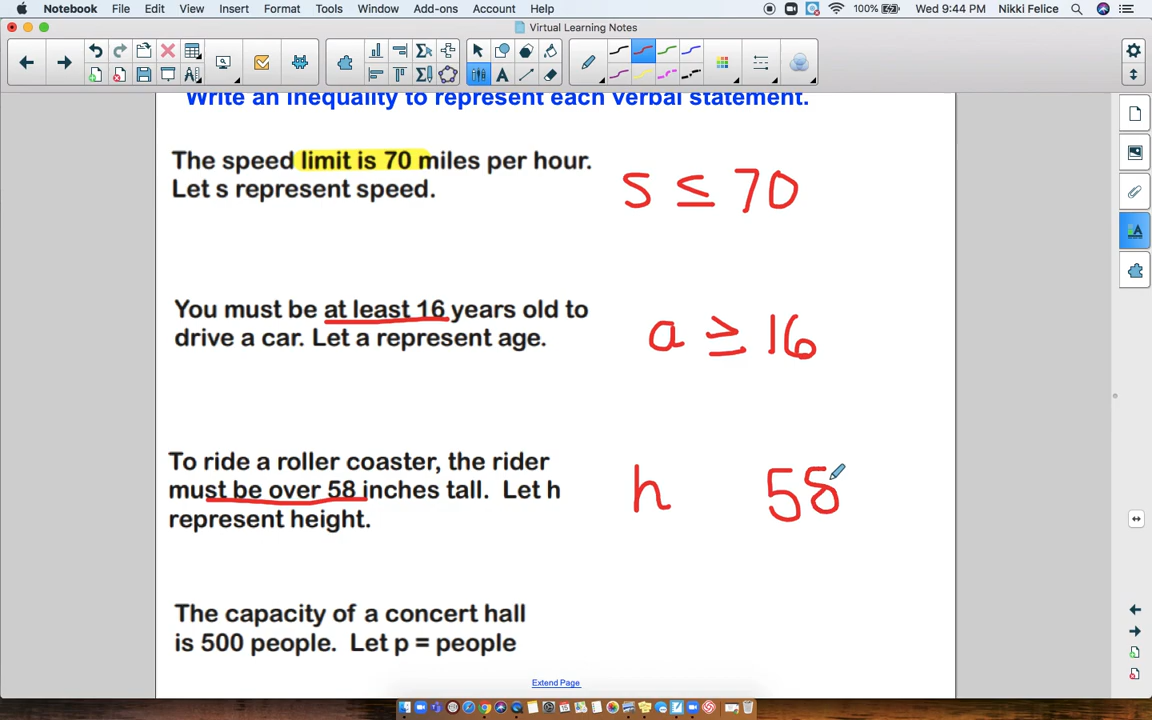 Notebook File Edit View Insert Format Tools Window Add-ons Account Help 100% Wed 9:44 PM Nikki Felice
Virtual Learning Notes
Write an inequality to represent each verbal statement.
The speed limit is 70 miles per hour.
Let s represent speed.
s ≤ 70
You must be at least 16 years old to
drive a car. Let a represent age.
a ≥ 16
To ride a roller coaster, the rider
must be over 58 inches tall. Let h
represent height.
h 58
The capacity of a concert hall
is 500 people. Let p = people
Extend Page